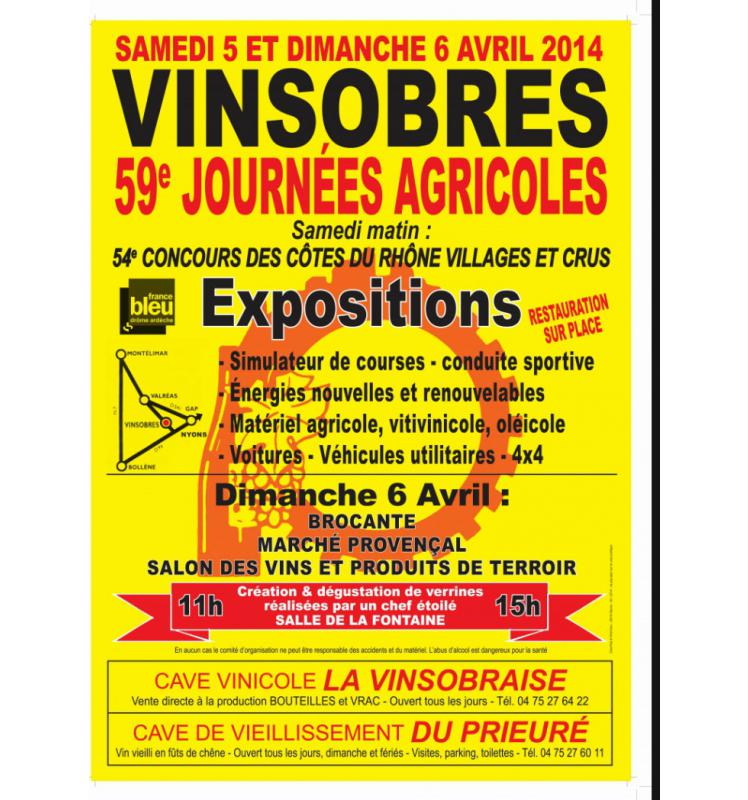 SAMEDI 5 ET DIMANCHE 6 AVRIL 2014
VINSOBRES
59e JOURNÉES AGRICOLES
Samedi matin :
54e CONCOURS DES CÔTES DU RHÔNE VILLAGES ET CRUS
france
bleu
drôme ardèche
Expositions
RESTAURATION
SUR PLACE
- Simulateur de courses - conduite sportive
- Énergies nouvelles et renouvelables
- Matériel agricole, vitivinicole, oléicole
- Voitures - Véhicules utilitaires - 4x4
MONTÉLIMAR
VALRÉAS
GAP
VINSOBRES
NYONS
BOLLÈNE
Dimanche 6 Avril :
BROCANTE
MARCHÉ PROVENÇAL
SALON DES VINS ET PRODUITS DE TERROIR
11h
Création & dégustation de verrines
réalisées par un chef étoilé
SALLE DE LA FONTAINE
15h
En aucun cas le comité d'organisation ne peut être responsable des accidents et du matériel. L'abus d'alcool est dangereux pour la santé
CAVE VINICOLE LA VINSOBRAISE
Vente directe à la production BOUTEILLES et VRAC - Ouvert tous les jours - Tél. 04 75 27 64 22
CAVE DE VIEILLISSEMENT DU PRIEURÉ
Vin vieilli en fûts de chêne - Ouvert tous les jours, dimanche et fériés - Visites, parking, toilettes - Tél. 04 75 27 60 11